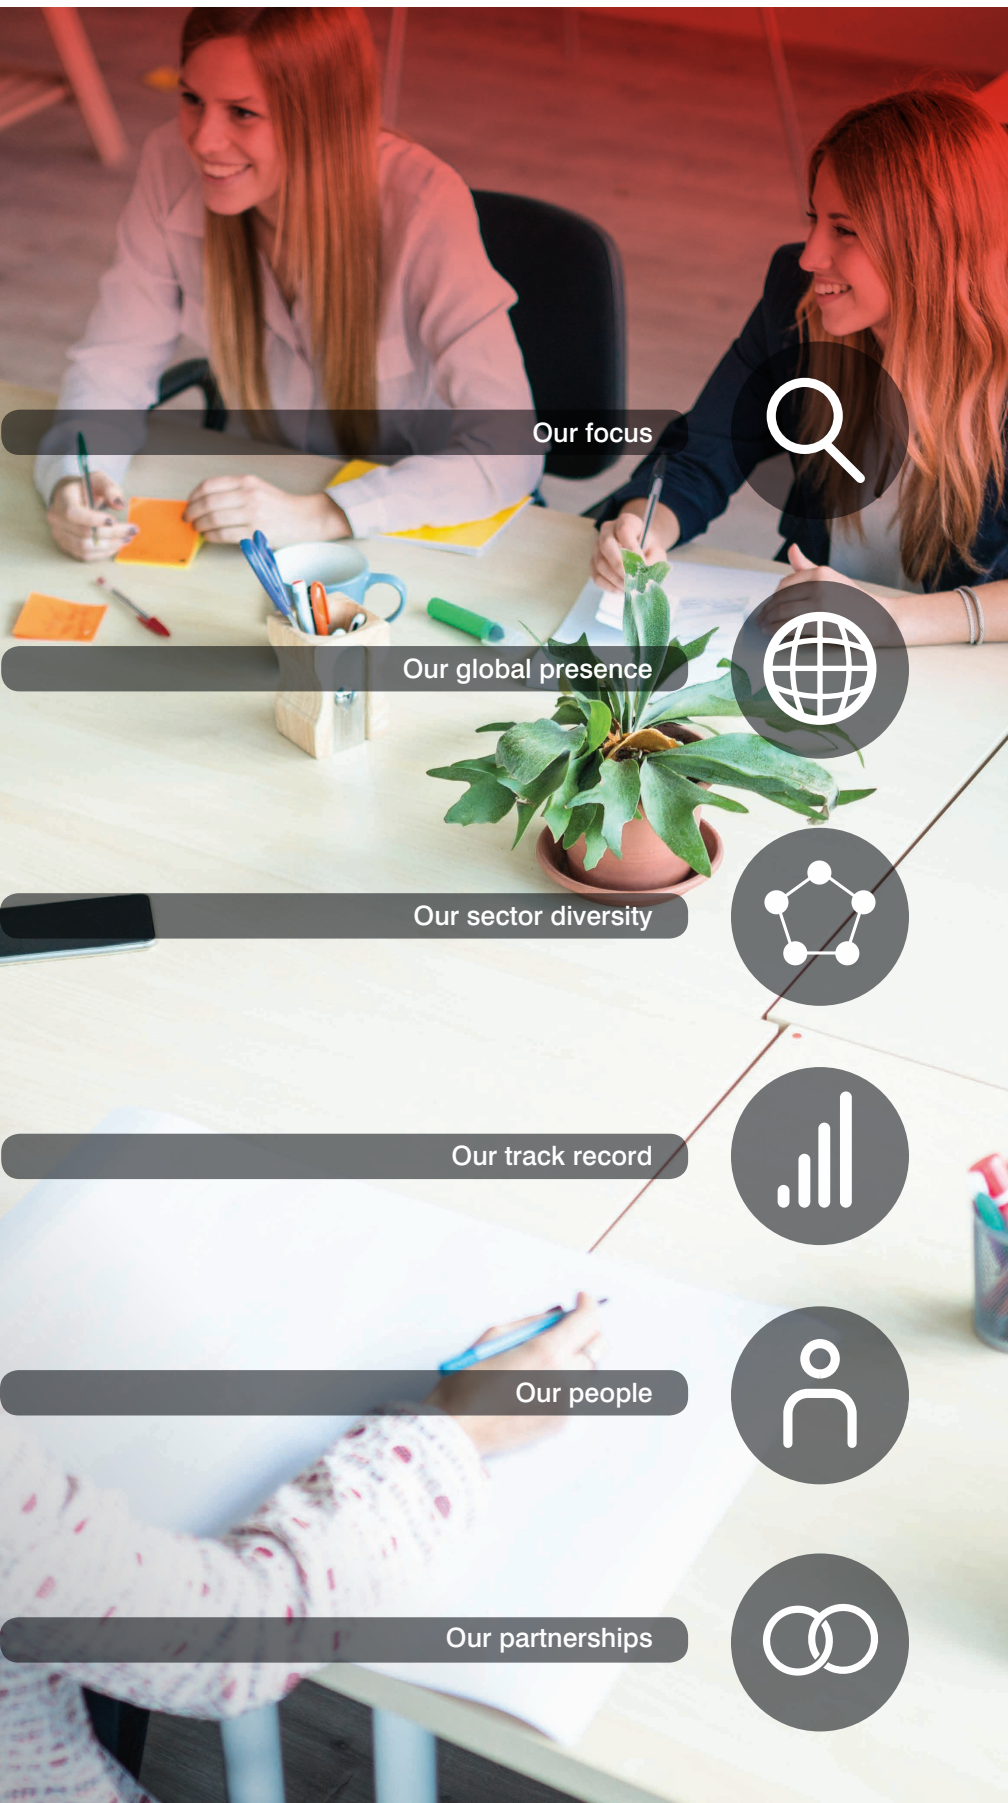 Our focus
Our global presence
Our sector diversity
Our track record
Our people
Our partnerships